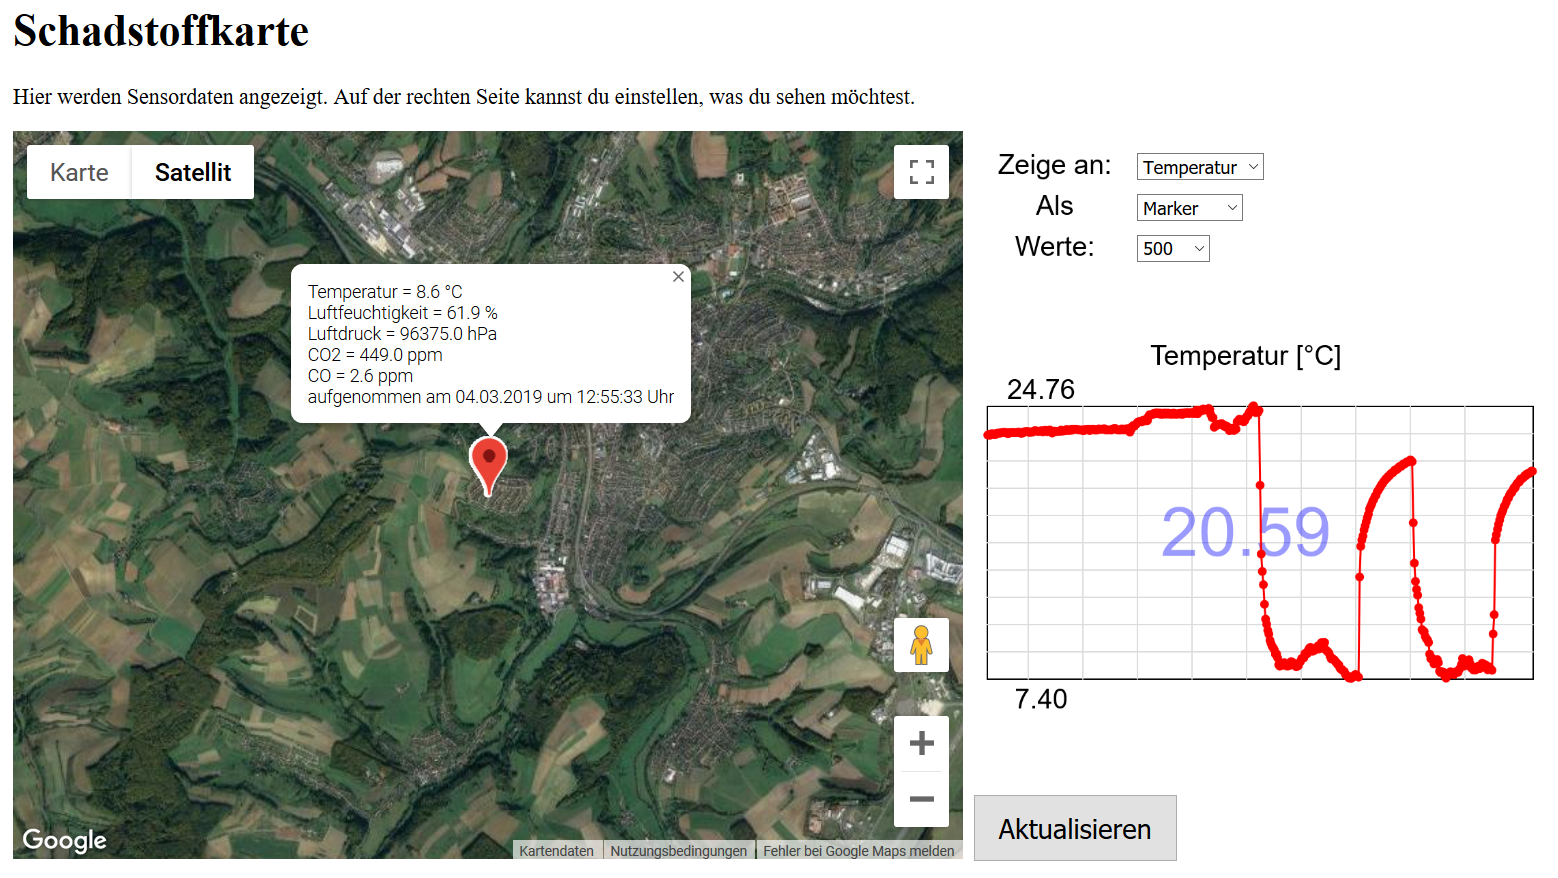 Schadstoffkarte
Hier werden Sensordaten angezeigt. Auf der rechten Seite kannst du einstellen, was du sehen möchtest.
Karte
Satellit
Temperatur = 8.6 °C
Luftfeuchtigkeit = 61.9 %
Luftdruck = 96375.0 hPa
CO2 = 449.0 ppm
CO = 2.6 ppm
aufgenommen am 04.03.2019 um 12:55:33 Uhr
Google
Kartendaten
Nutzungsbedingungen
Fehler bei Google Maps melden
Zeige an: Temperatur
Als Marker
Werte: 500
Temperatur [°C]
24.76
20.59
7.40
Aktualisieren